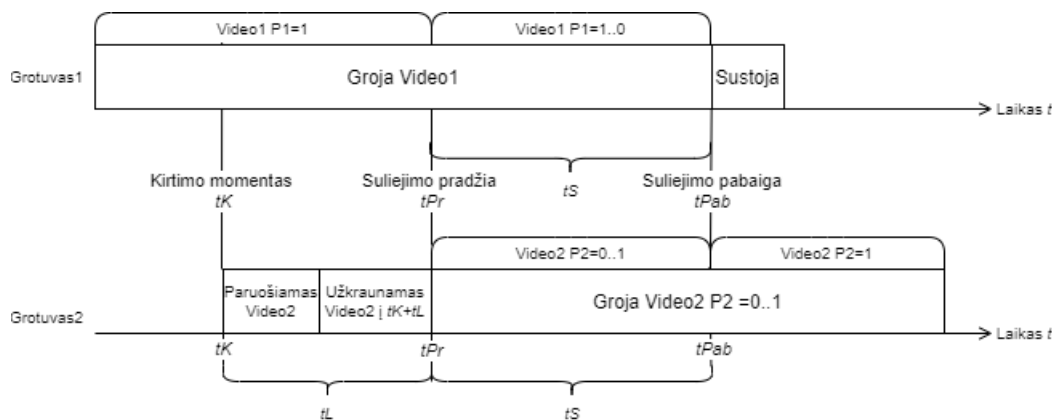 Video1 P1=1
Video1 P1=1..0
Grotuvas1
Groja Video1
Sustoja
Laikas t
Kirtimo momentas
tK
Suliejimo pradžia
tPr
tS
Suliejimo pabaiga
tPab
Video2 P2=0..1
Video2 P2=1
Grotuvas2
Paruošiamas
Video2
Užkraunamas
Video2 į tK+tL
Groja Video2 P2 =0..1
Laikas t
tK
tPr
tPab
tL
tS